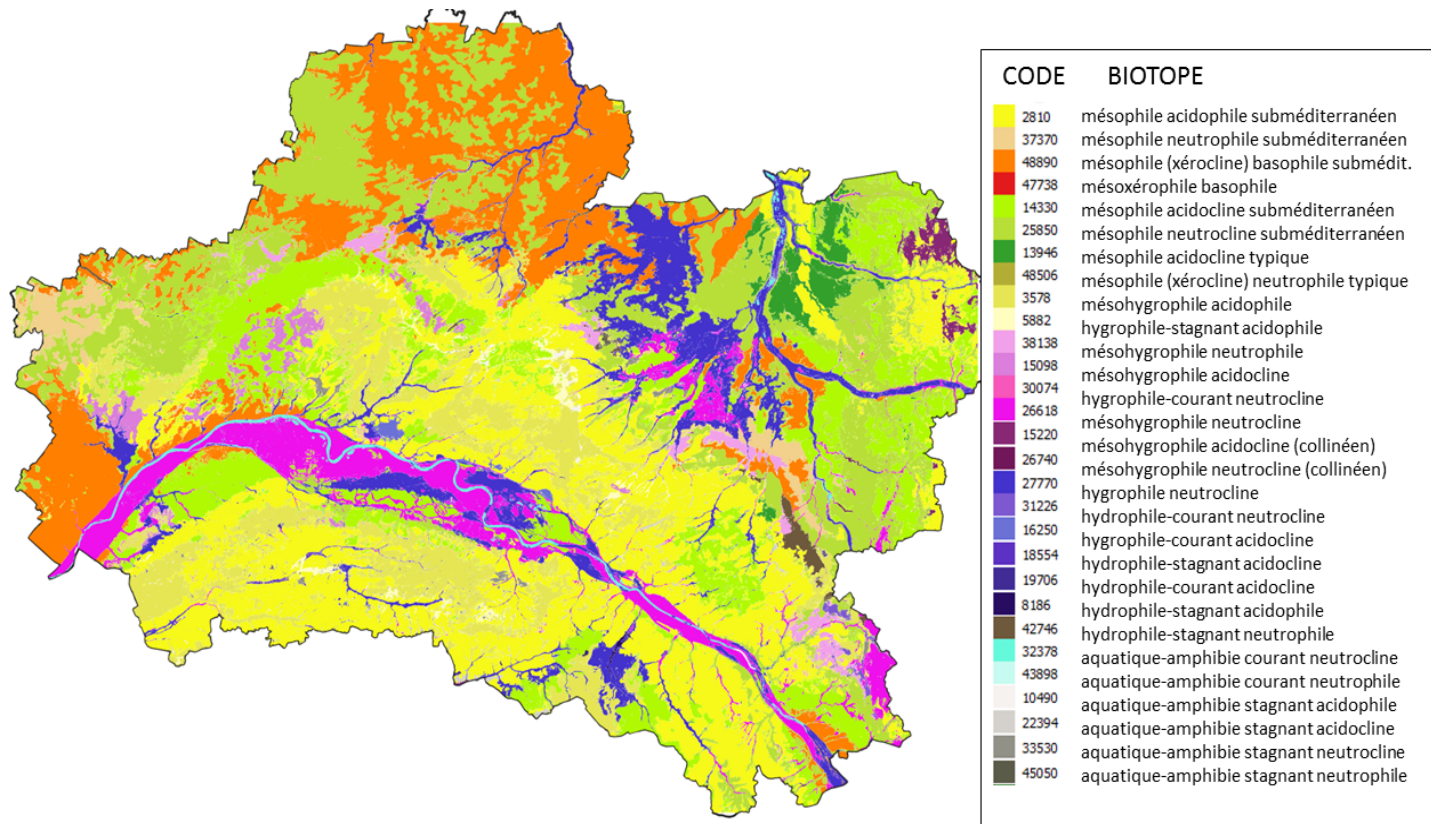 CODE BIOTOPE
2810 mésophile acidophile subméditerranéen
37370 mésophile neutrophile subméditerranéen
48890 mésophile (xérocline) basophile submédit.
47738 mésoxérophile basophile
14330 mésophile acidocline subméditerranéen
25850 mésophile neutrocline subméditerranéen
13946 mésophile acidocline typique
48506 mésophile (xérocline) neutrophile typique
3578 mésohygrophile acidophile
5882 hygrophile-stagnant acidophile
38138 mésohygrophile neutrophile
15098 mésohygrophile acidocline
30074 hygrophile-courant neutrocline
26618 mésohygrophile neutrocline
15220 mésohygrophile acidocline (collinéen)
26740 mésohygrophile neutrocline (collinéen)
27770 hygrophile neutrocline
31226 hydrophile-courant neutrocline
16250 hygrophile-courant acidocline
18554 hydrophile-stagnant acidocline
19706 hydrophile-courant acidocline
8186 hydrophile-stagnant acidophile
42746 hydrophile-stagnant neutrophile
32378 aquatique-amphibie courant neutrocline
43898 aquatique-amphibie courant neutrophile
10490 aquatique-amphibie stagnant acidophile
22394 aquatique-amphibie stagnant acidocline
33530 aquatique-amphibie stagnant neutrocline
45050 aquatique-amphibie stagnant neutrophile